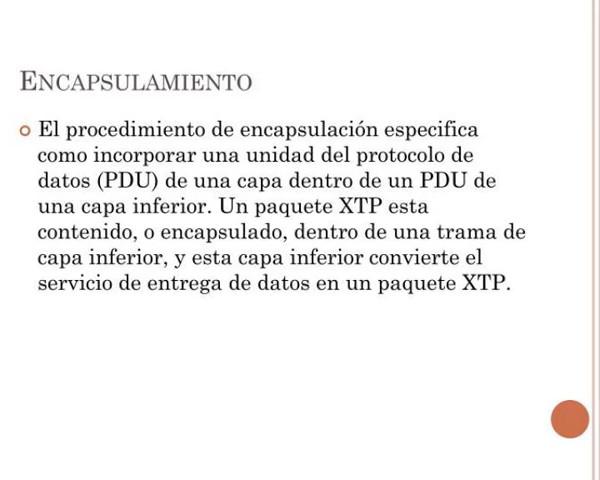 ENCAPSULAMIENTO
El procedimiento de encapsulación especifica
como incorporar una unidad del protocolo de
datos (PDU) de una capa dentro de un PDU de
una capa inferior. Un paquete XTP esta
contenido, o encapsulado, dentro de una trama de
capa inferior, y esta capa inferior convierte el
servicio de entrega de datos en un paquete XTP.